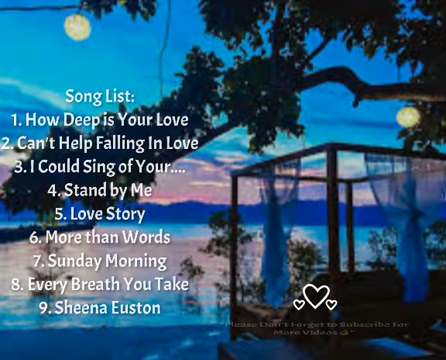 Song List:
1. How Deep is Your Love
2. Can't Help Falling In Love
3. I Could Sing of Your....
4. Stand by Me
5. Love Story
6. More than Words
7. Sunday Morning
8. Every Breath You Take
9. Sheena Euston
Please Don't Forget to Subscribe For
More Videos